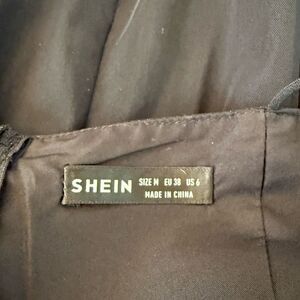 SHEIN SIZE M EU 38 US 6
MADE IN CHINA